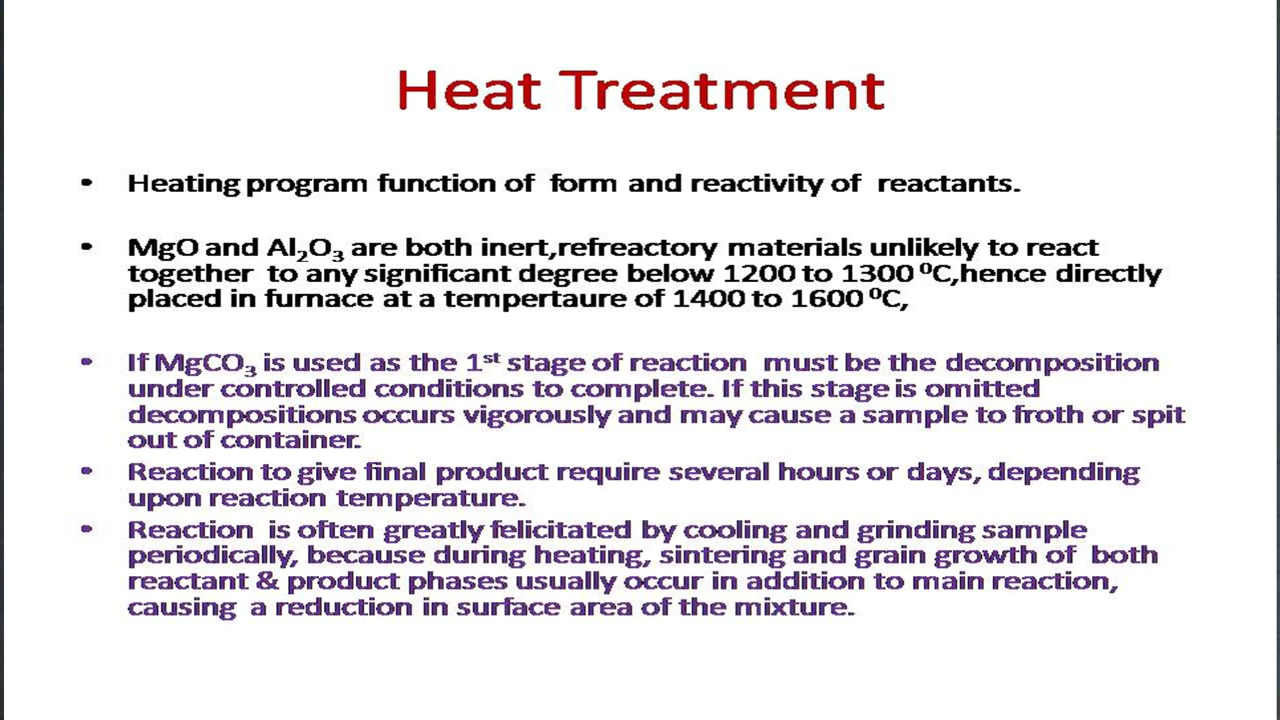 Heat Treatment
• Heating program function of form and reactivity of reactants.
• MgO and Al₂O₃ are both inert,refreactory materials unlikely to react
together to any significant degree below 1200 to 1300 ⁰C,hence directly
placed in furnace at a tempertaure of 1400 to 1600 ⁰C,
• If MgCO₃ is used as the 1ˢᵗ stage of reaction must be the decomposition
under controlled conditions to complete. If this stage is omitted
decompositions occurs vigorously and may cause a sample to froth or spit
out of container.
• Reaction to give final product require several hours or days, depending
upon reaction temperature.
• Reaction is often greatly felicitated by cooling and grinding sample
periodically, because during heating, sintering and grain growth of both
reactant & product phases usually occur in addition to main reaction,
causing a reduction in surface area of the mixture.